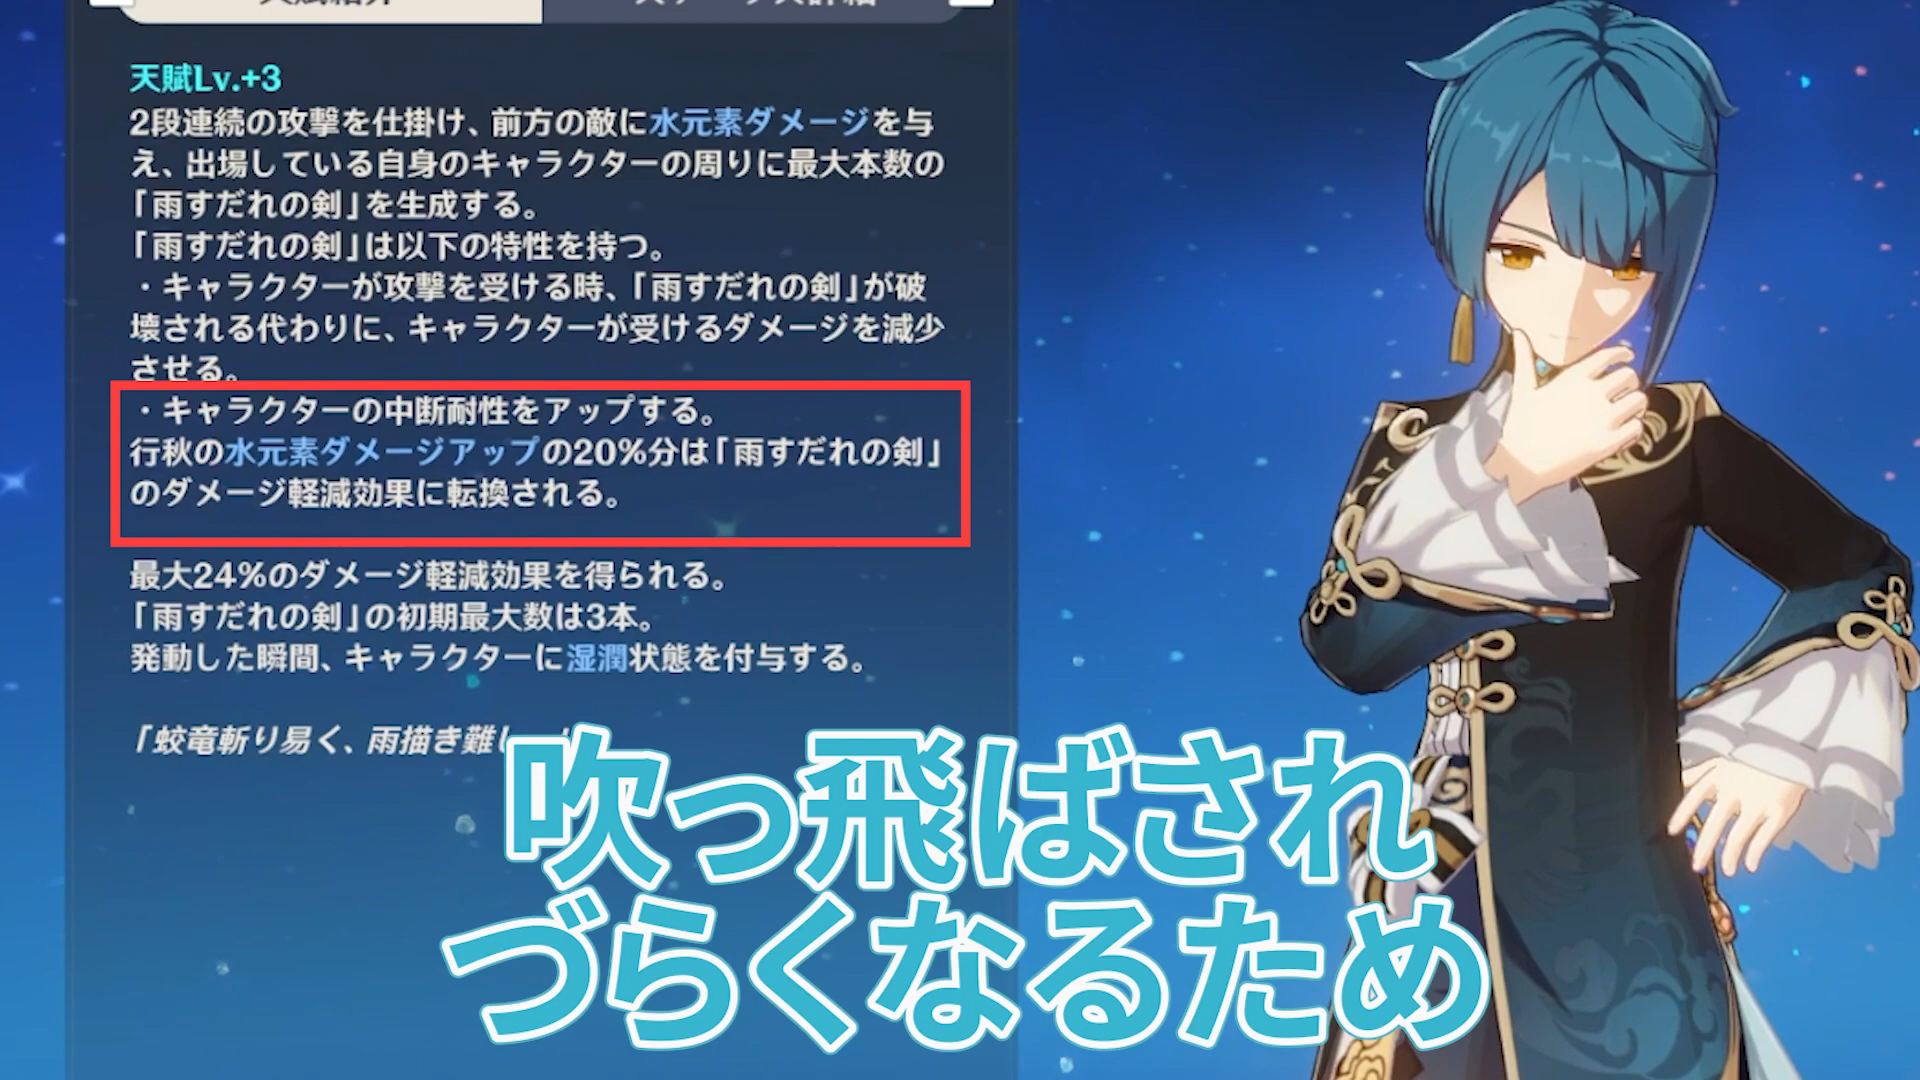 天賦Lv.+3
2段連続の攻撃を仕掛け、前方の敵に水元素ダメージを与
え、出場している自身のキャラクターの周りに最大本数の
「雨すだれの剣」を生成する。
「雨すだれの剣」は以下の特性を持つ。
・キャラクターが攻撃を受ける時、「雨すだれの剣」が破
壊される代わりに、キャラクターが受けるダメージを減少
させる。
・キャラクターの中断耐性をアップする。
行秋の水元素ダメージアップの20%分は「雨すだれの剣」
のダメージ軽減効果に転換される。
最大24%のダメージ軽減効果を得られる。
「雨すだれの剣」の初期最大数は3本。
発動した瞬間、キャラクターに湿潤状態を付与する。
「蛟竜斬り易く、雨描き難し
吹っ飛ばされ
づらくなるため